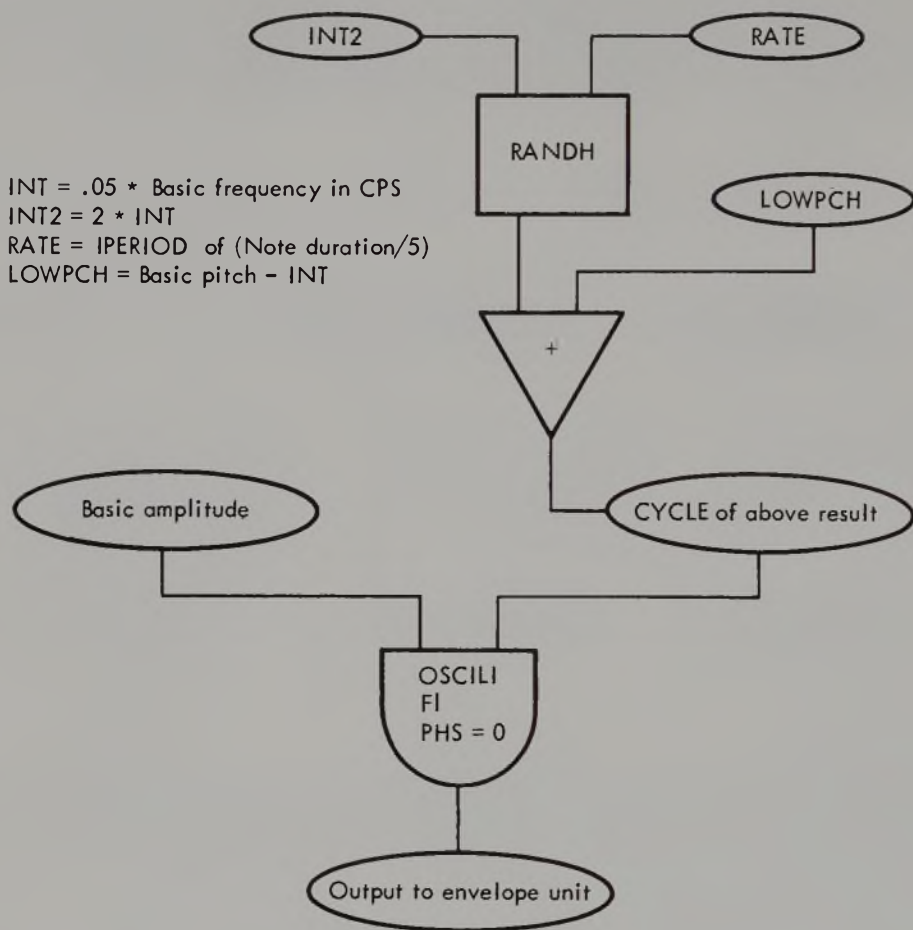 INT2
RATE
RANDH
INT = .05 * Basic frequency in CPS
INT2 = 2 * INT
RATE = IPERIOD of (Note duration/5)
LOWPCH = Basic pitch - INT
LOWPCH
+
Basic amplitude
CYCLE of above result
OSCILI
F1
PHS = 0
Output to envelope unit